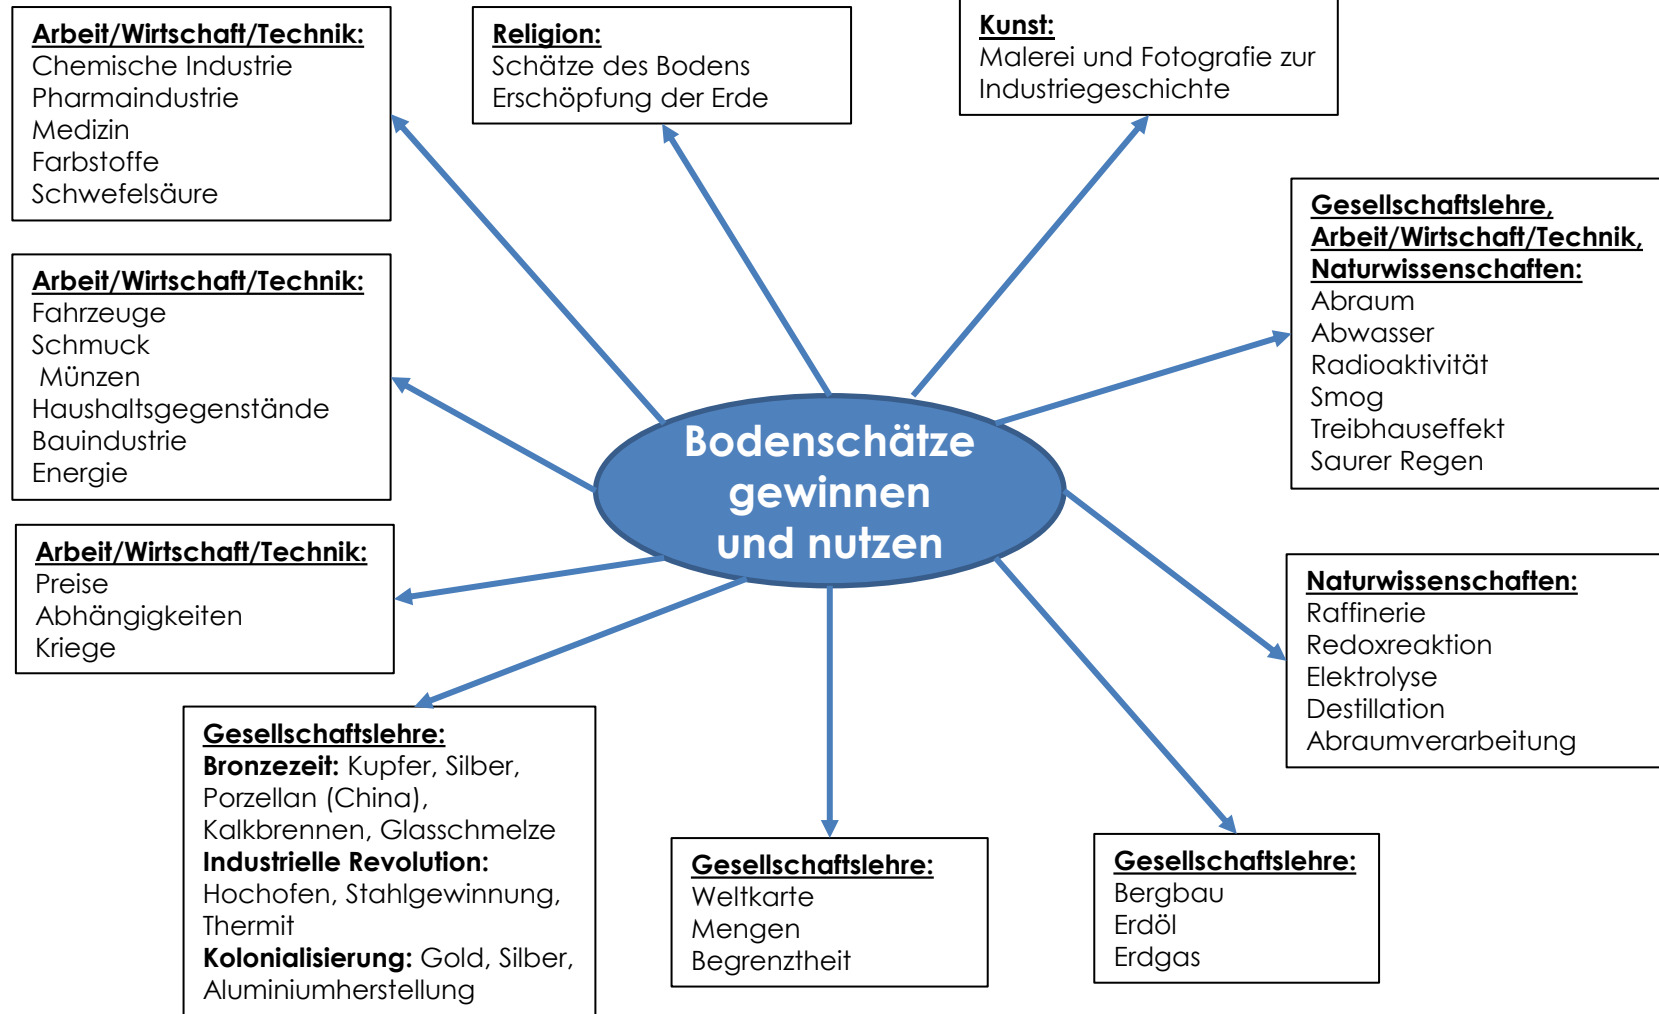 Arbeit/Wirtschaft/Technik:
Chemische Industrie
Pharmaindustrie
Medizin
Farbstoffe
Schwefelsäure
Religion:
Schätze des Bodens
Erschöpfung der Erde
Kunst:
Malerei und Fotografie zur
Industriegeschichte
Gesellschaftslehre,
Arbeit/Wirtschaft/Technik,
Naturwissenschaften:
Abraum
Abwasser
Radioaktivität
Smog
Treibhauseffekt
Saurer Regen
Arbeit/Wirtschaft/Technik:
Fahrzeuge
Schmuck
Münzen
Haushaltsgegenstände
Bauindustrie
Energie
Bodenschätze
gewinnen
und nutzen
Arbeit/Wirtschaft/Technik:
Preise
Abhängigkeiten
Kriege
Naturwissenschaften:
Raffinerie
Redoxreaktion
Elektrolyse
Destillation
Abraumverarbeitung
Gesellschaftslehre:
Bronzezeit: Kupfer, Silber,
Porzellan (China),
Kalkbrennen, Glasschmelze
Industrielle Revolution:
Hochofen, Stahlgewinnung,
Thermit
Kolonialisierung: Gold, Silber,
Aluminiumherstellung
Gesellschaftslehre:
Weltkarte
Mengen
Begrenztheit
Gesellschaftslehre:
Bergbau
Erdöl
Erdgas